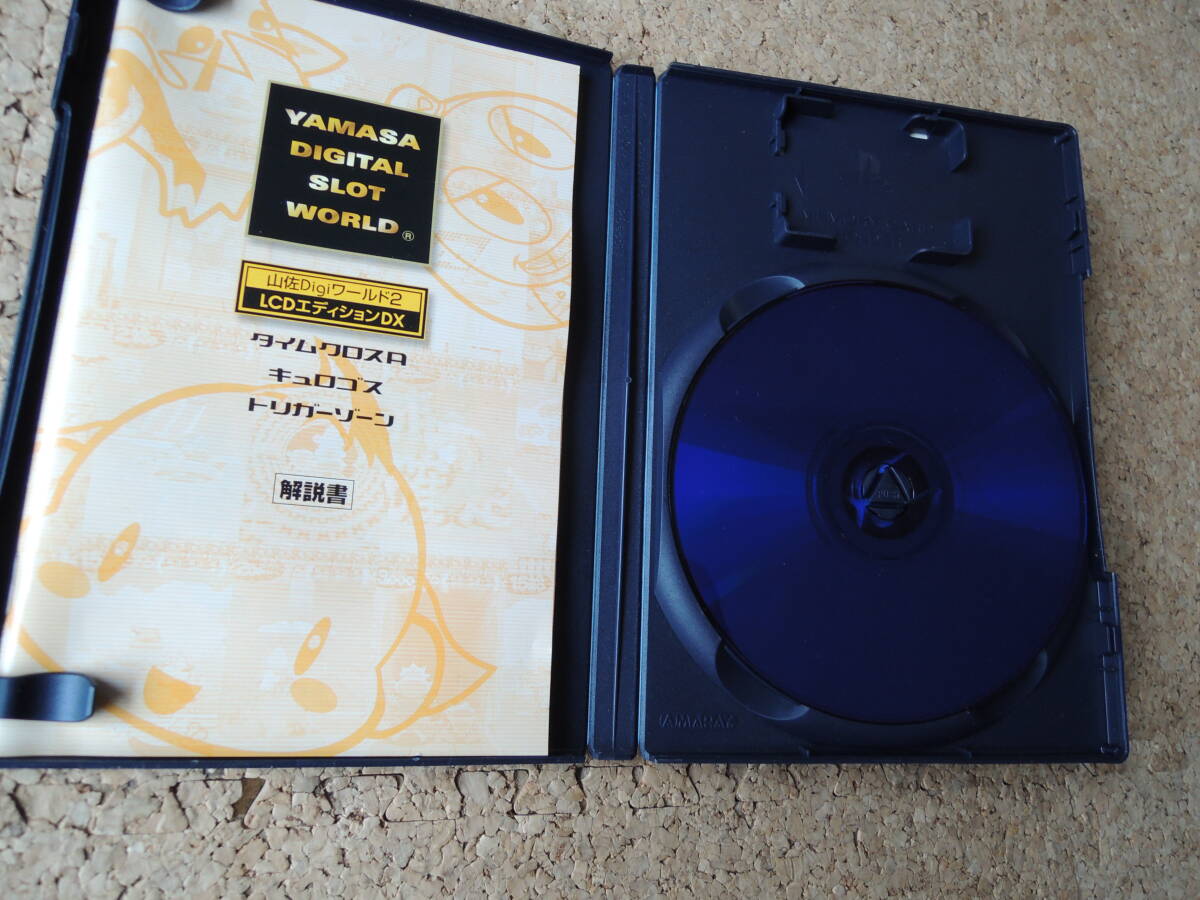 YAMASA
DIGITAL
SLOT
WORLD®
山佐Digiワールド2
LCDエディションDX
タイムクロスA
キュロゴス
トリガーゾーン
解説書
AMARAY